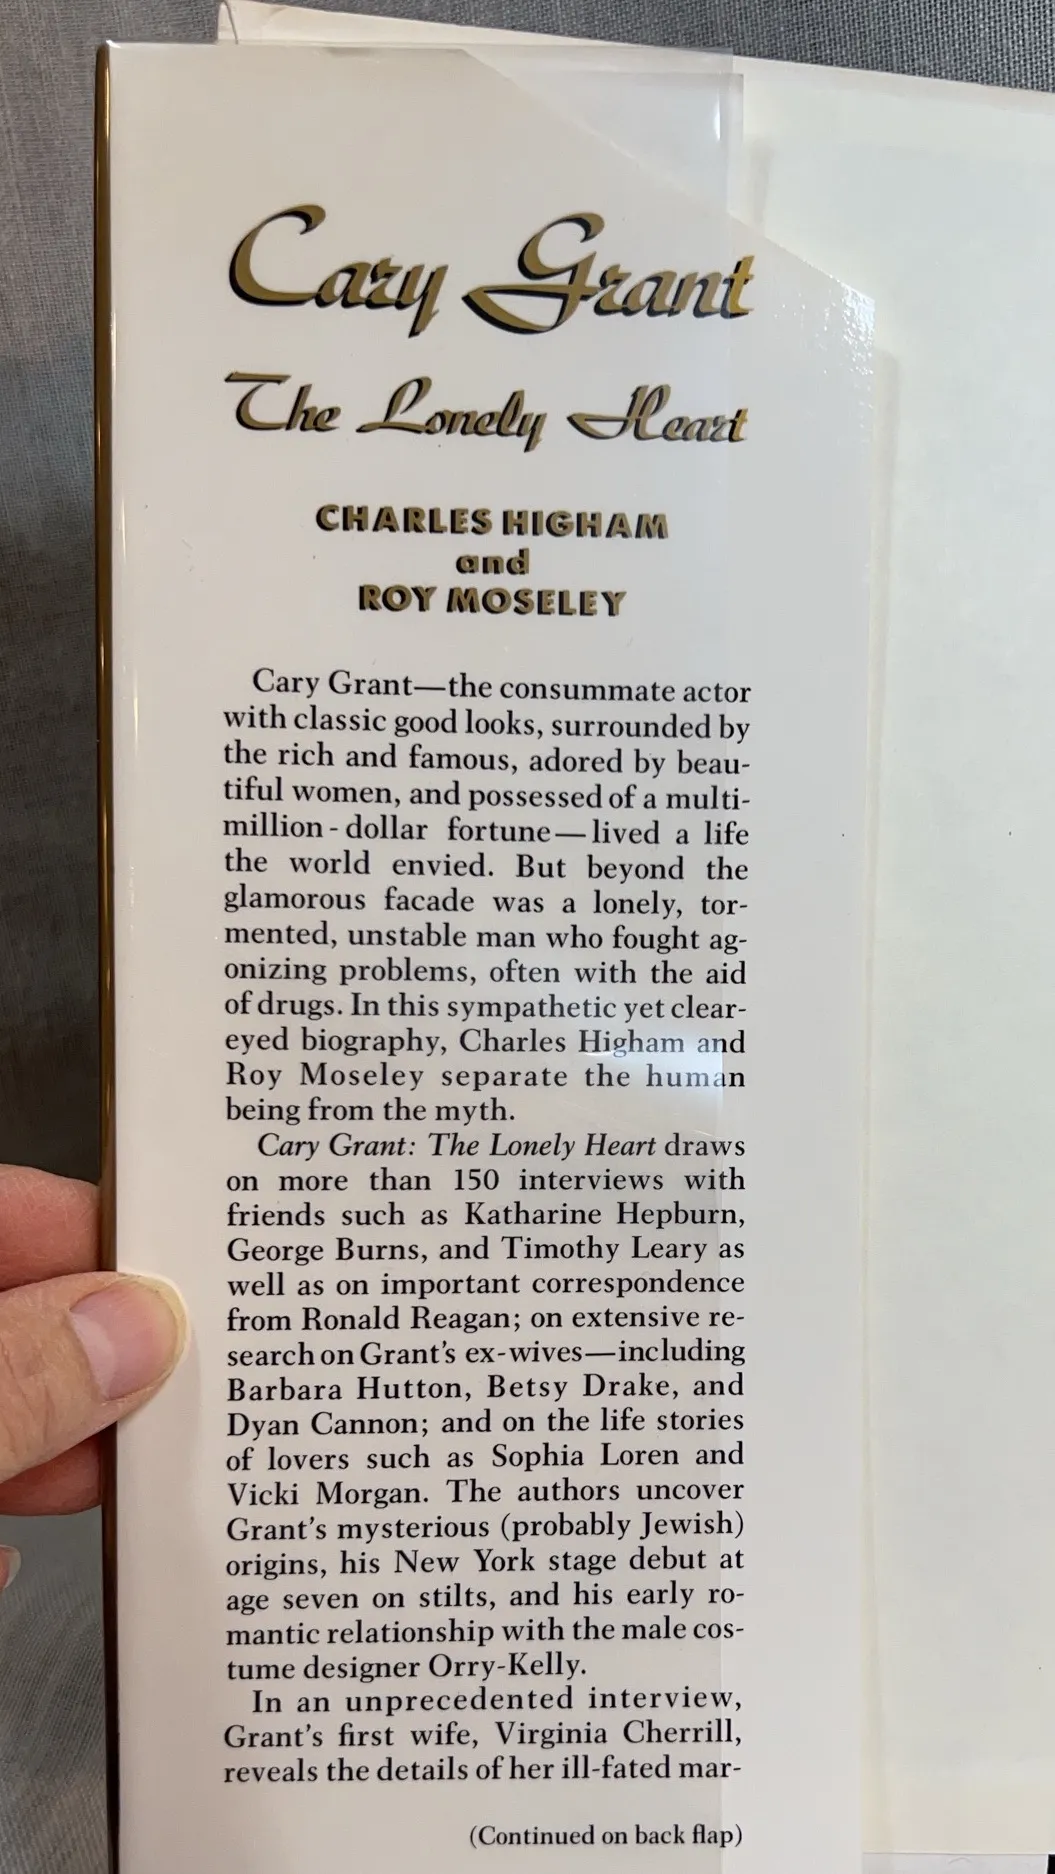 Cary Grant
The Lonely Heart
CHARLES HIGHAM
and
ROY MOSELEY
Cary Grant—the consummate actor
with classic good looks, surrounded by
the rich and famous, adored by beau-
tiful women, and possessed of a multi-
million-dollar fortune—lived a life
the world envied. But beyond the
glamorous facade was a lonely, tor-
mented, unstable man who fought ag-
onizing problems, often with the aid
of drugs. In this sympathetic yet clear-
eyed biography, Charles Higham and
Roy Moseley separate the human
being from the myth.
Cary Grant: The Lonely Heart draws
on more than 150 interviews with
friends such as Katharine Hepburn,
George Burns, and Timothy Leary as
well as on important correspondence
from Ronald Reagan; on extensive re-
search on Grant's ex-wives—including
Barbara Hutton, Betsy Drake, and
Dyan Cannon; and on the life stories
of lovers such as Sophia Loren and
Vicki Morgan. The authors uncover
Grant's mysterious (probably Jewish)
origins, his New York stage debut at
age seven on stilts, and his early ro-
mantic relationship with the male cos-
tume designer Orry-Kelly.
In an unprecedented interview,
Grant's first wife, Virginia Cherrill,
reveals the details of her ill-fated mar-
(Continued on back flap)